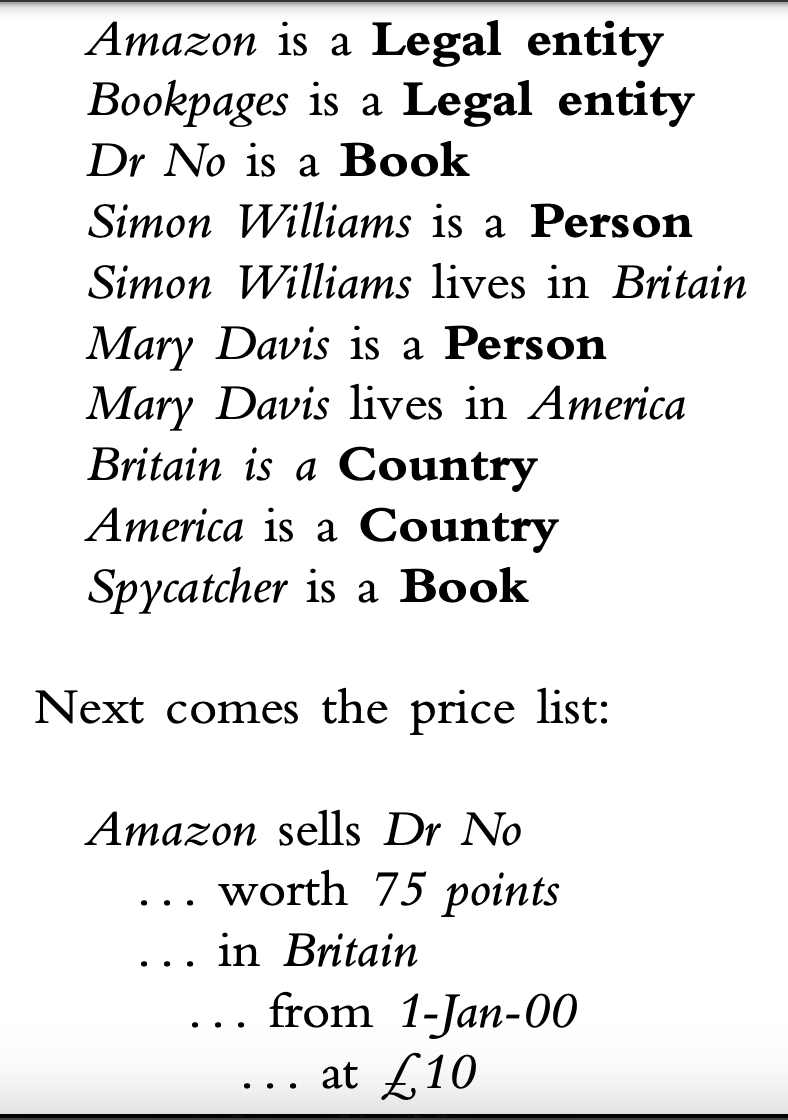 Amazon is a Legal entity
Bookpages is a Legal entity
Dr No is a Book
Simon Williams is a Person
Simon Williams lives in Britain
Mary Davis is a Person
Mary Davis lives in America
Britain is a Country
America is a Country
Spycatcher is a Book
Next comes the price list:
Amazon sells Dr No
... worth 75 points
... in Britain
... from 1-Jan-00
... at £10